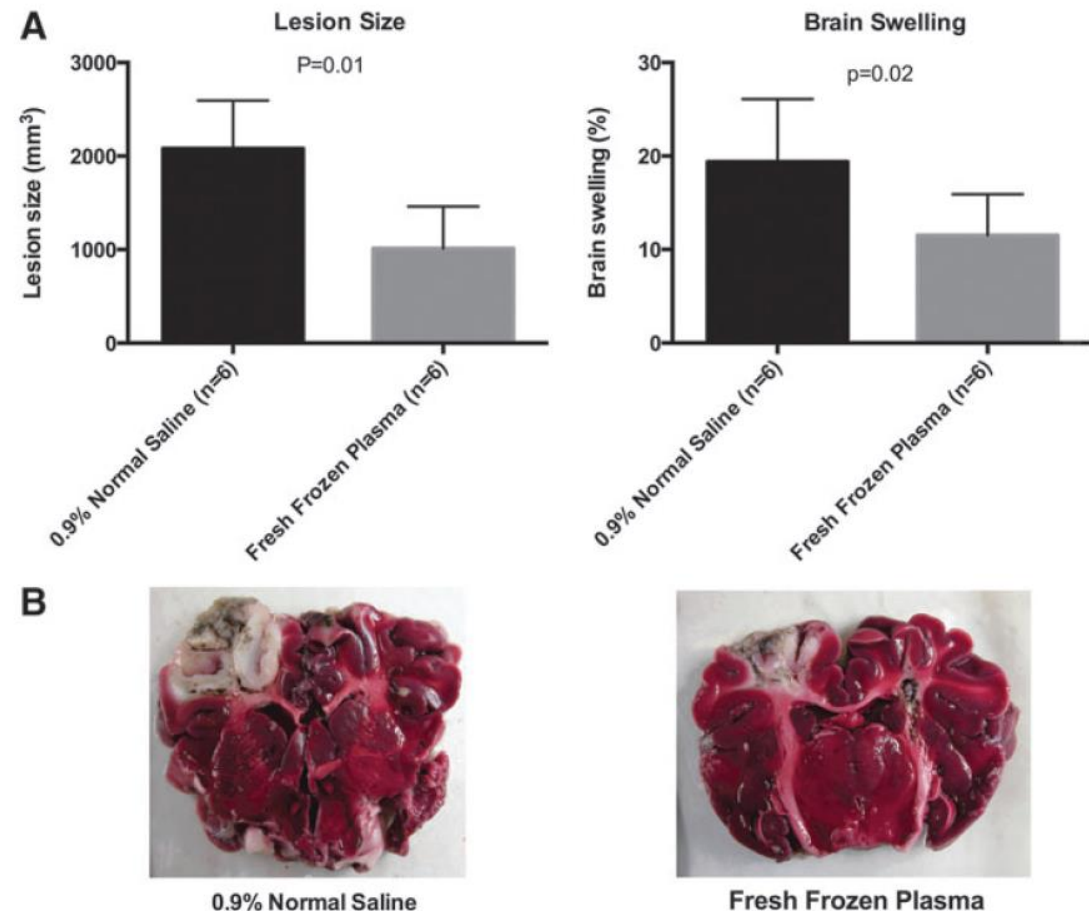 A
Lesion Size
P=0.01
Lesion size (mm³)
3000
2000
1000
0
0.9% Normal Saline (n=6)
Fresh Frozen Plasma (n=6)
Brain Swelling
p=0.02
Brain swelling (%)
30
20
10
0
0.9% Normal Saline (n=6)
Fresh Frozen Plasma (n=6)
B
0.9% Normal Saline
Fresh Frozen Plasma